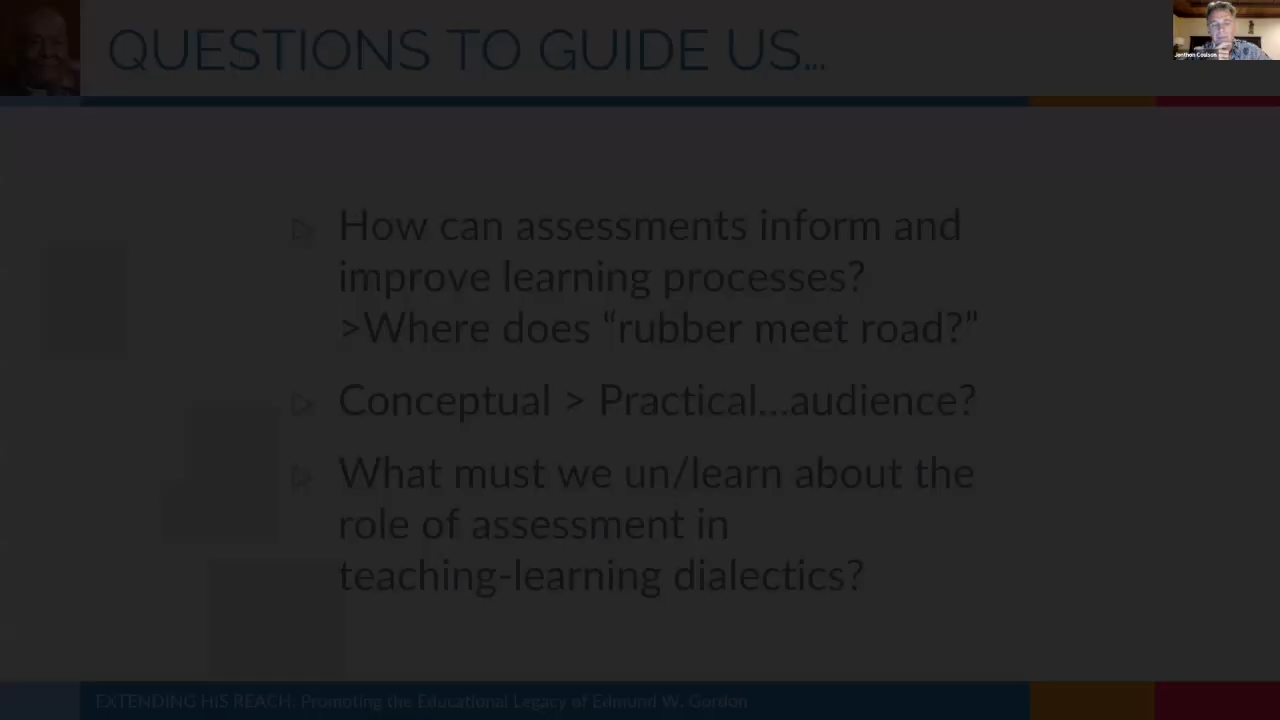 QUESTIONS TO GUIDE US...
Jonthon Coulson
How can assessments inform and
improve learning processes?
>Where does “rubber meet road?”
Conceptual > Practical...audience?
What must we un/learn about the
role of assessment in
teaching-learning dialectics?
EXTENDING HIS REACH: Promoting the Educational Legacy of Edmund W. Gordon